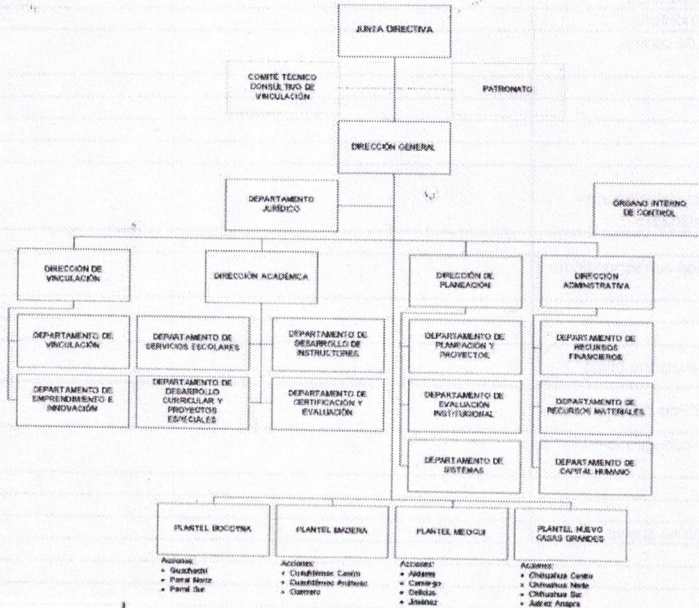 JUNTA DIRECTIVA
COMITÉ TÉCNICO
CONSULTIVO DE
VINCULACIÓN
PATRONATO
DIRECCIÓN GENERAL
DEPARTAMENTO
JURÍDICO
ÓRGANO INTERNO
DE CONTROL
DIRECCIÓN DE
VINCULACIÓN
DIRECCIÓN ACADÉMICA
DIRECCIÓN DE
PLANEACIÓN
DIRECCIÓN
ADMINISTRATIVA
DEPARTAMENTO DE
VINCULACIÓN
DEPARTAMENTO DE
SERVICIOS ESCOLARES
DEPARTAMENTO DE
DESARROLLO DE
INSTRUCTORES
DEPARTAMENTO DE
PLANEACIÓN Y
PROYECTOS
DEPARTAMENTO DE
RECURSOS
FINANCIEROS
DEPARTAMENTO DE
EMPRENDIMIENTO E
INNOVACIÓN
DEPARTAMENTO DE
DESARROLLO
CURRICULAR Y
PROYECTOS
ESPECIALES
DEPARTAMENTO DE
CERTIFICACIÓN Y
EVALUACIÓN
DEPARTAMENTO DE
EVALUACIÓN
INSTITUCIONAL
DEPARTAMENTO DE
RECURSOS MATERIALES
DEPARTAMENTO DE
SISTEMAS
DEPARTAMENTO DE
CAPITAL HUMANO
PLANTEL BOCOYNA
PLANTEL MADERA
PLANTEL MEOQUI
PLANTEL NUEVO
CASAS GRANDES
Acciones:
• Guachochi
• Parral Norte
• Parral Sur
Acciones:
• Cuauhtémoc Centro
• Cuauhtémoc
• Guerrero
Acciones:
• Aldama
• Camargo
• Delicias
• Jiménez
Acciones:
• Chihuahua Centro
• Chihuahua Norte
• Chihuahua Sur
• Juárez Anapra